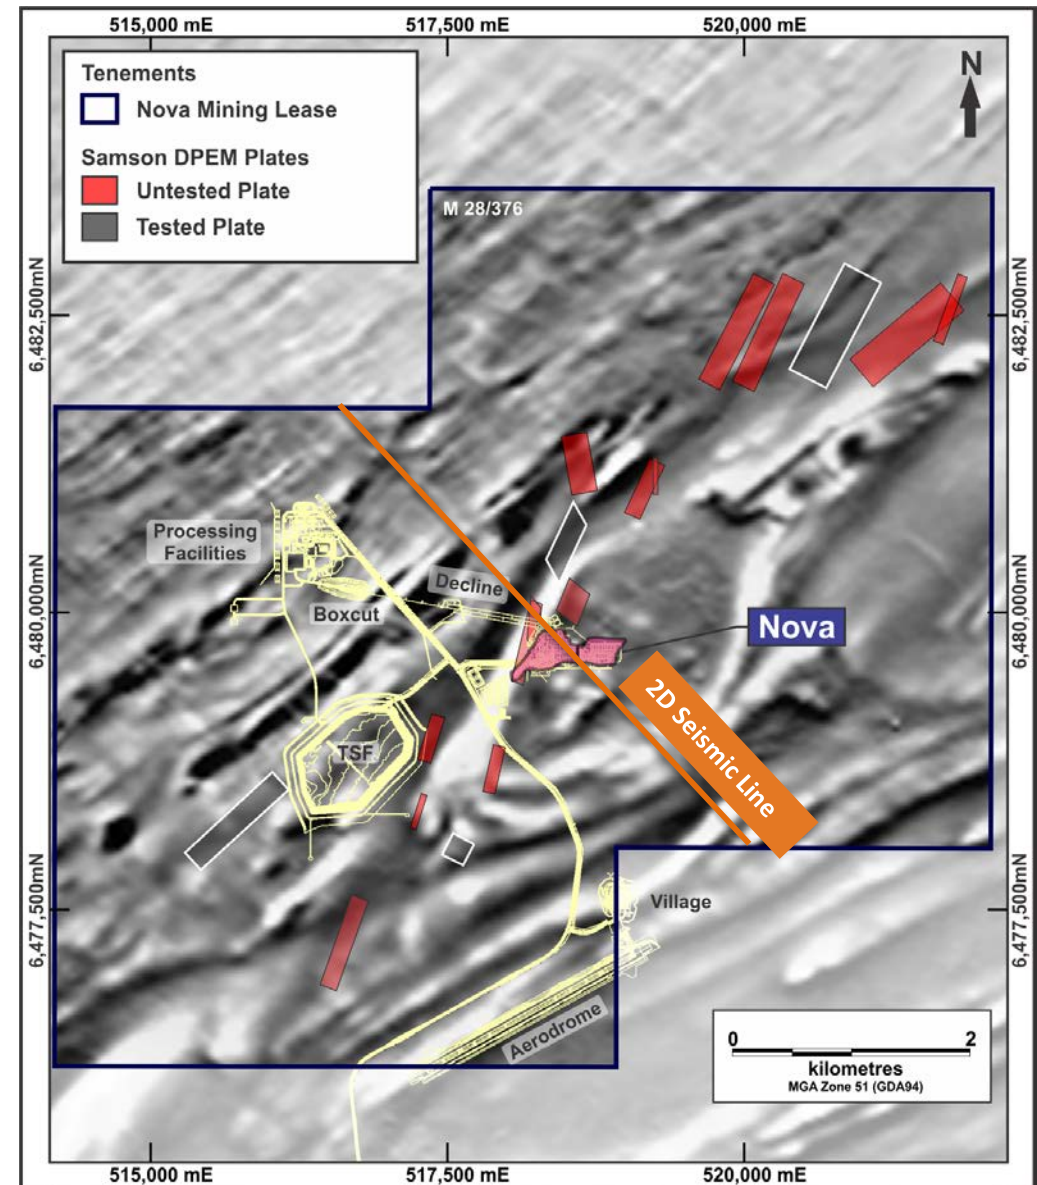 515,000 mE
517,500 mE
520,000 mE
Tenements
Nova Mining Lease
Samson DPEM Plates
Untested Plate
Tested Plate
N
M 28/376
6,482,500mN
6,482,500mN
Processing
Facilities
Boxcut
Decline
6,480,000mN
6,480,000mN
Nova
2D Seismic Line
TSF
Village
6,477,500mN
6,477,500mN
Aerodrome
0
2
kilometres
MGA Zone 51 (GDA94)
515,000 mE
517,500 mE
520,000 mE